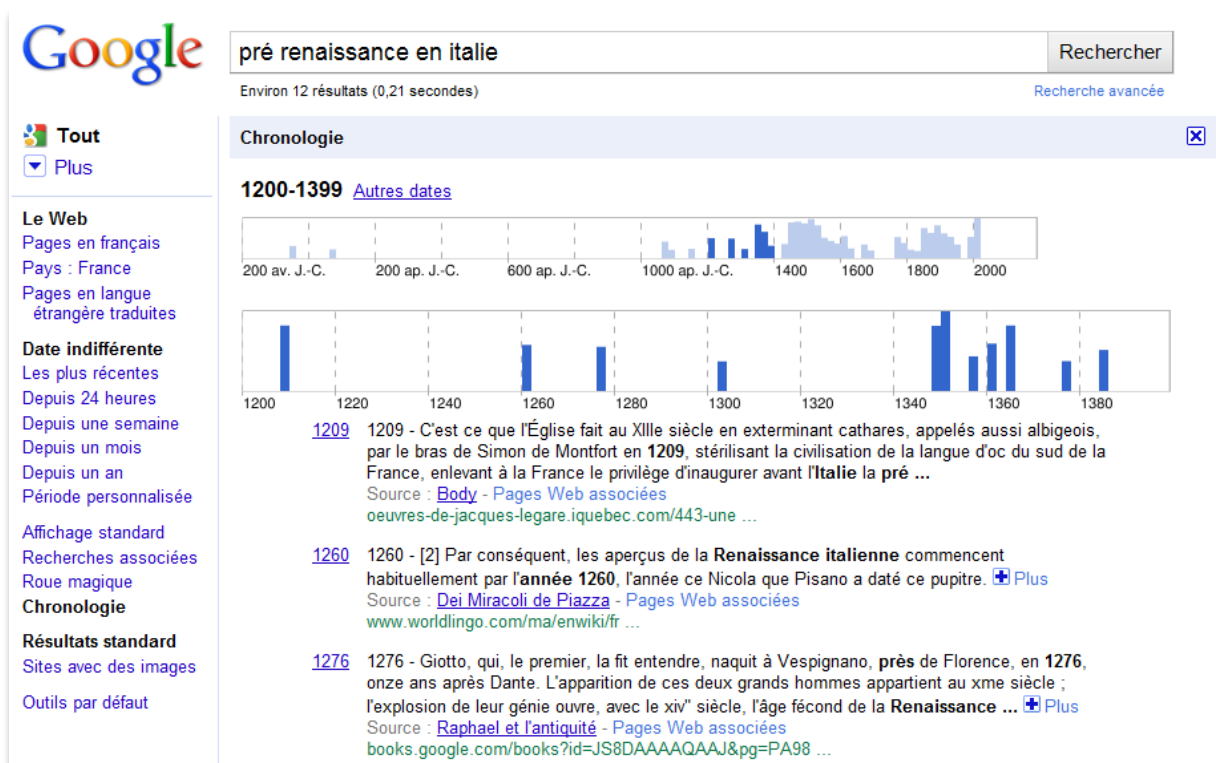 Google
pré renaissance en italie
Rechercher
Environ 12 résultats (0,21 secondes)
Recherche avancée
Tout
Plus
Le Web
Pages en français
Pays : France
Pages en langue
étrangère traduites
Date indifférente
Les plus récentes
Depuis 24 heures
Depuis une semaine
Depuis un mois
Depuis un an
Période personnalisée
Affichage standard
Recherches associées
Roue magique
Chronologie
Résultats standard
Sites avec des images
Outils par défaut
Chronologie
1200-1399 Autres dates
200 av. J.-C. 200 ap. J.-C. 600 ap. J.-C. 1000 ap. J.-C. 1400 1600 1800 2000
1200 1220 1240 1260 1280 1300 1320 1340 1360 1380
1209 1209 - C'est ce que l'Église fait au XIIIe siècle en exterminant cathares, appelés aussi albigeois,
par le bras de Simon de Montfort en 1209, stérilisant la civilisation de la langue d'oc du sud de la
France, enlevant à la France le privilège d'inaugurer avant l'Italie la pré ...
Source : Body - Pages Web associées
oeuvres-de-jacques-legare.iquebec.com/443-une ...
1260 1260 - [2] Par conséquent, les aperçus de la Renaissance italienne commencent
habituellement par l'année 1260, l'année ce Nicola que Pisano a daté ce pupitre. Plus
Source : Dei Miracoli de Piazza - Pages Web associées
www.worldlingo.com/ma/enwiki/fr ...
1276 1276 - Giotto, qui, le premier, la fit entendre, naquit à Vespignano, près de Florence, en 1276,
onze ans après Dante. L'apparition de ces deux grands hommes appartient au xme siècle ;
l'explosion de leur génie ouvre, avec le xiv" siècle, l'âge fécond de la Renaissance ... Plus
Source : Raphael et l'antiquité - Pages Web associées
books.google.com/books?id=JS8DAAAAQAAJ&pg=PA98 ...